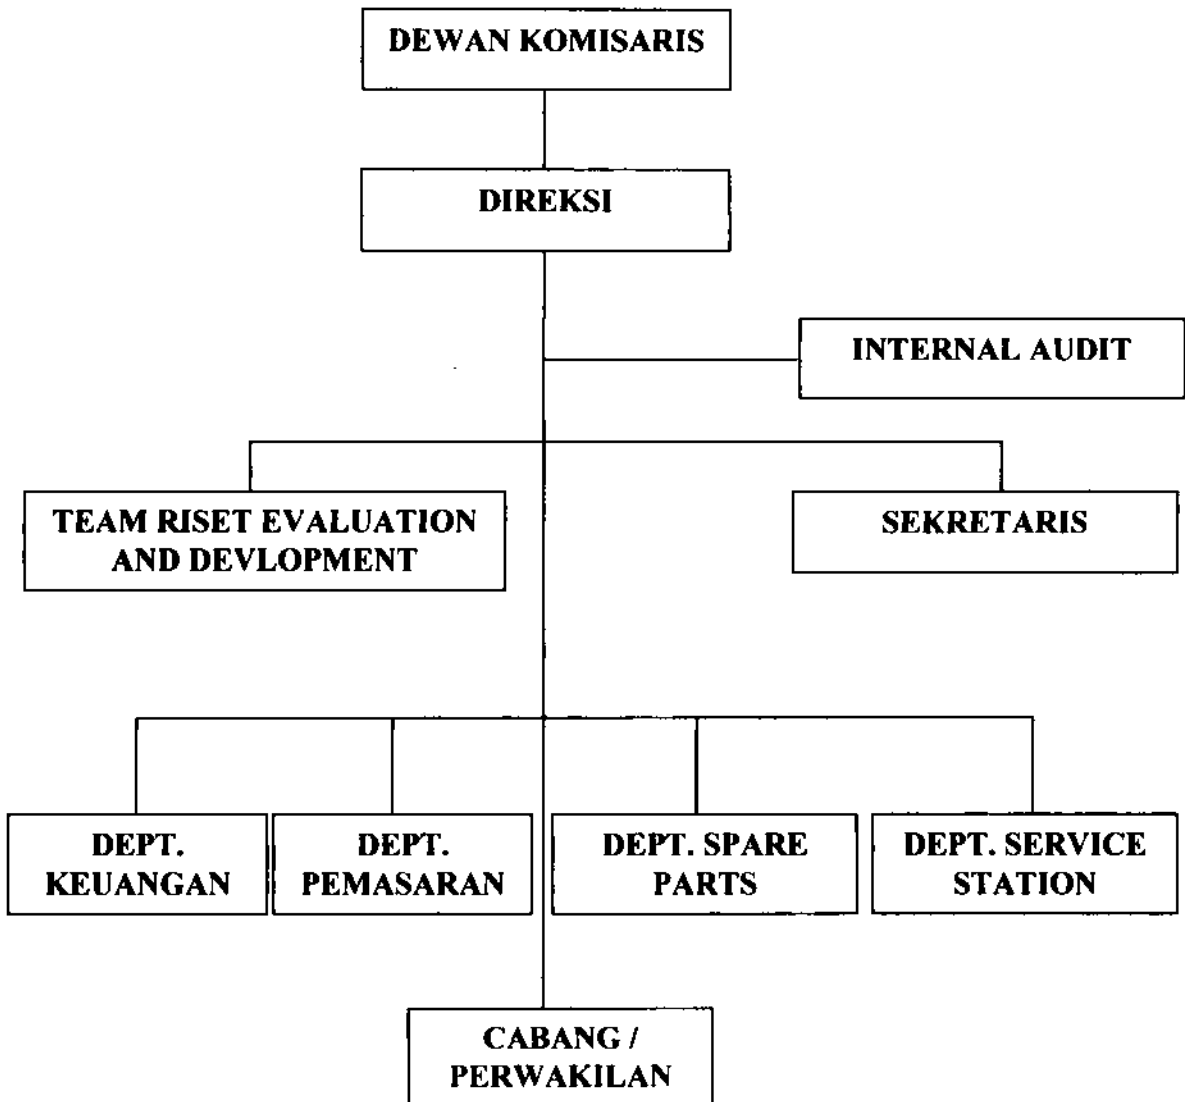 DEWAN KOMISARIS
DIREKSI
INTERNAL AUDIT
TEAM RISET EVALUATION
AND DEVLOPMENT
SEKRETARIS
DEPT.
KEUANGAN
DEPT.
PEMASARAN
DEPT. SPARE
PARTS
DEPT. SERVICE
STATION
CABANG /
PERWAKILAN